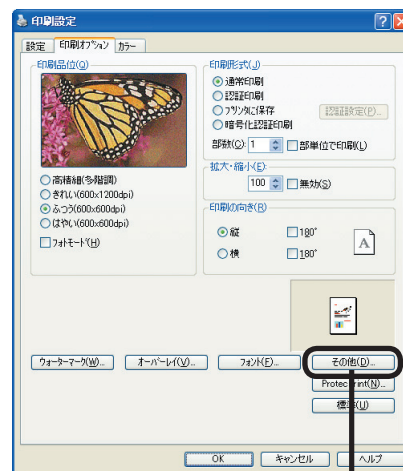 印刷設定
設定 印刷オプション カラー
印刷品位(Q)
高精細(多階調)
きれい(600x1200dpi)
ふつう(600x600dpi)
はやい(600x600dpi)
フォトモード(H)
印刷形式(J)
通常印刷
認証印刷
プリンタに保存
暗号化認証印刷
認証設定(P)...
部数(C): 1 部単位で印刷(L)
拡大・縮小(E):
100 無効(S)
印刷の向き(R)
縦 180°
横 180°
A
ウォーターマーク(W)... オーバーレイ(V)... フォント(F)... その他(D)...
Protec Print(N)...
標準(U)
OK キャンセル ヘルプ